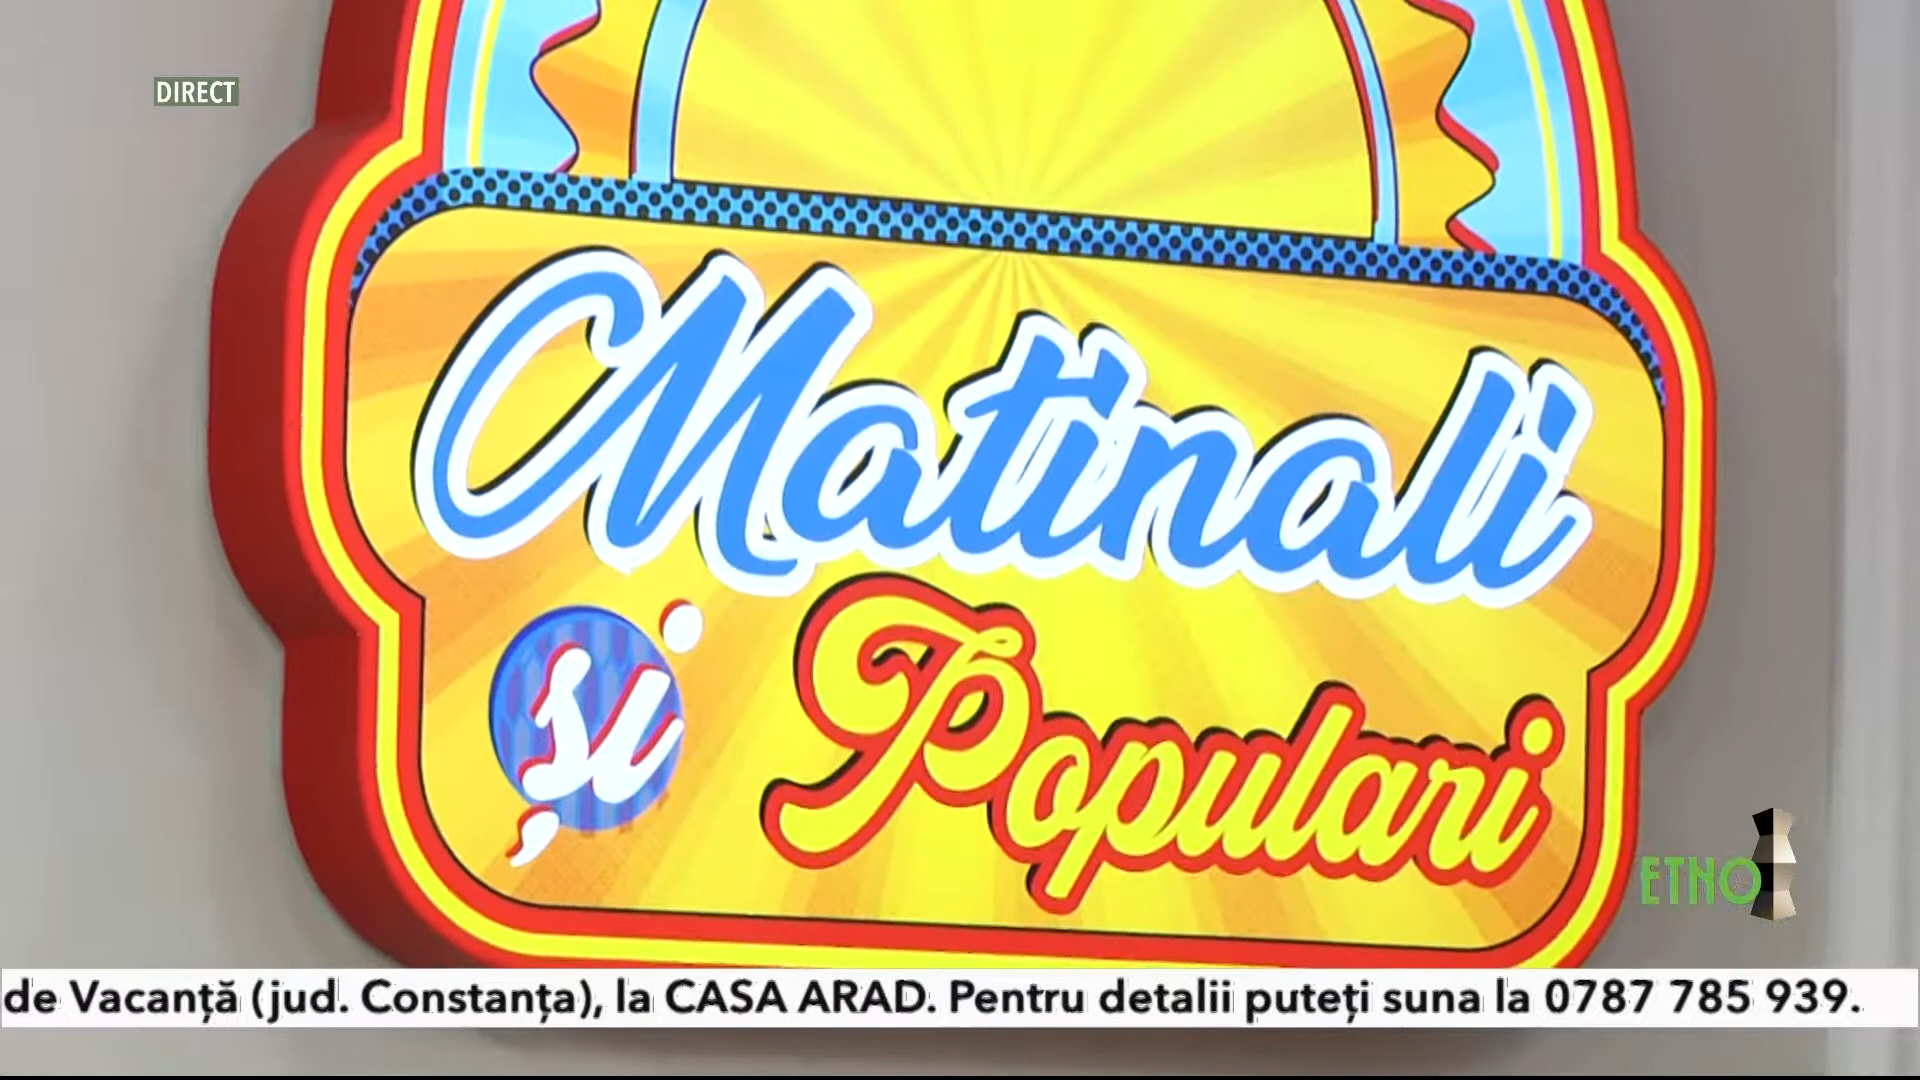 DIRECT
Matinali
și Populari
ETNO
de Vacanță (jud. Constanța), la CASA ARAD. Pentru detalii puteți suna la 0787 785 939.